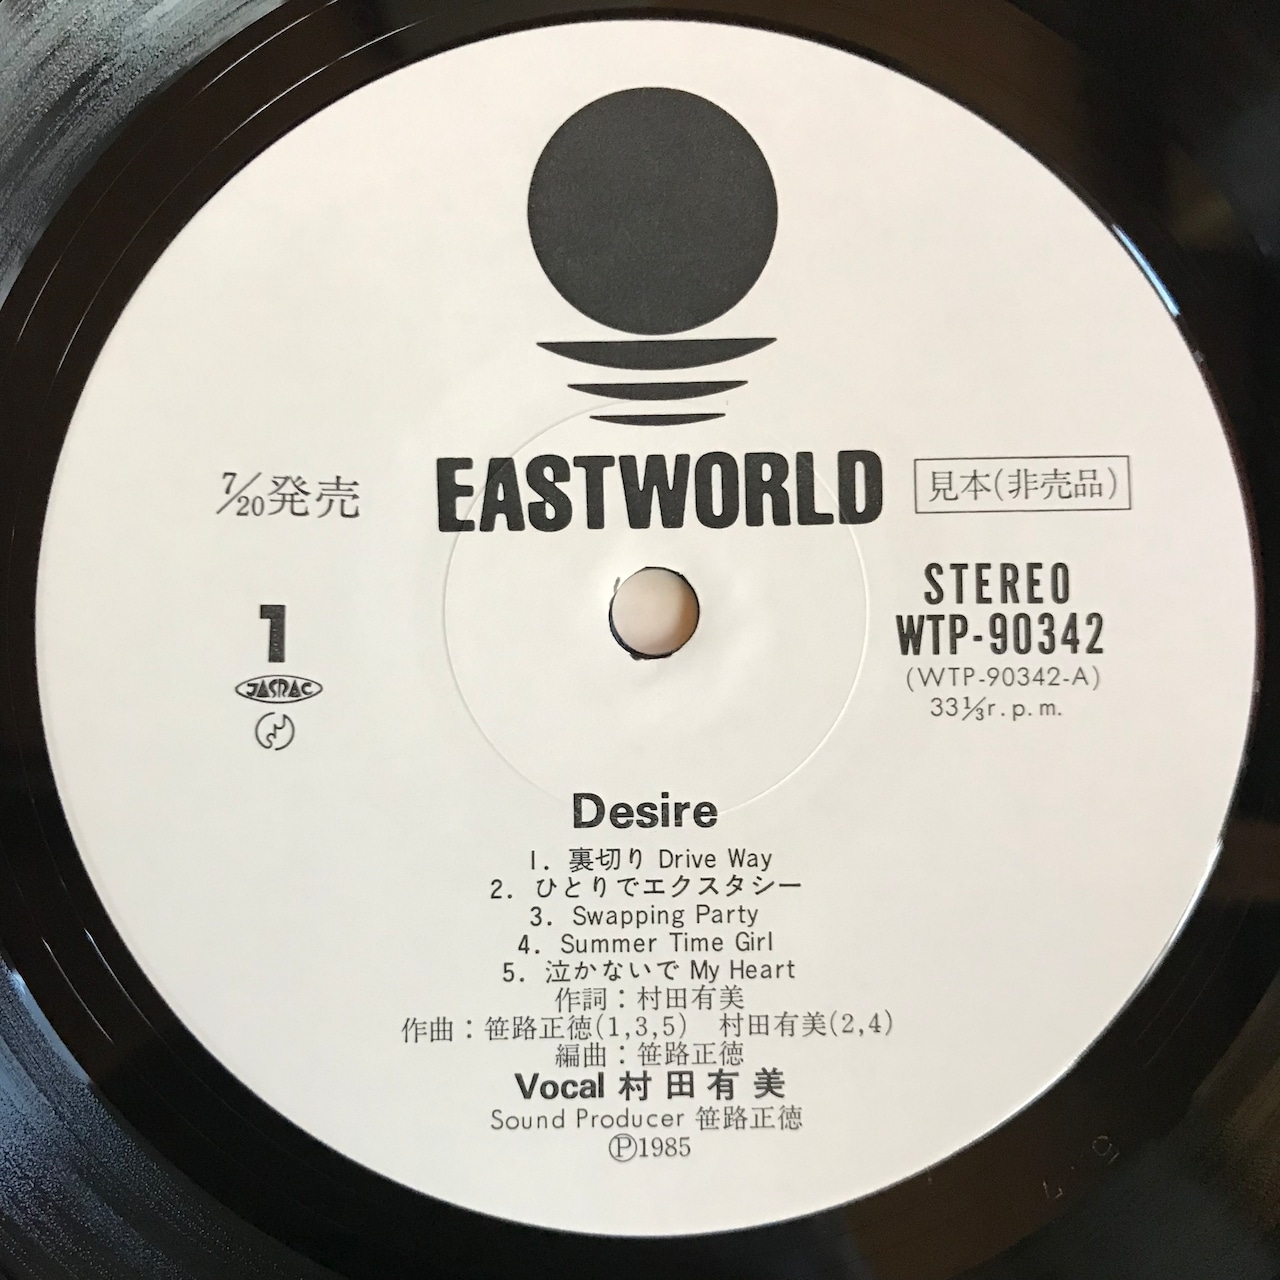 7/20発売
EASTWORLD
見本(非売品)
1
JASRAC
STEREO
WTP-90342
(WTP-90342-A)
33⅓r.p.m.
Desire
1. 裏切り Drive Way
2. ひとりでエクスタシー
3. Swapping Party
4. Summer Time Girl
5. 泣かないで My Heart
作詞：村田有美
作曲：笹路正徳(1,3,5) 村田有美(2,4)
編曲：笹路正徳
Vocal 村田有美
Sound Producer 笹路正徳
Ⓟ1985